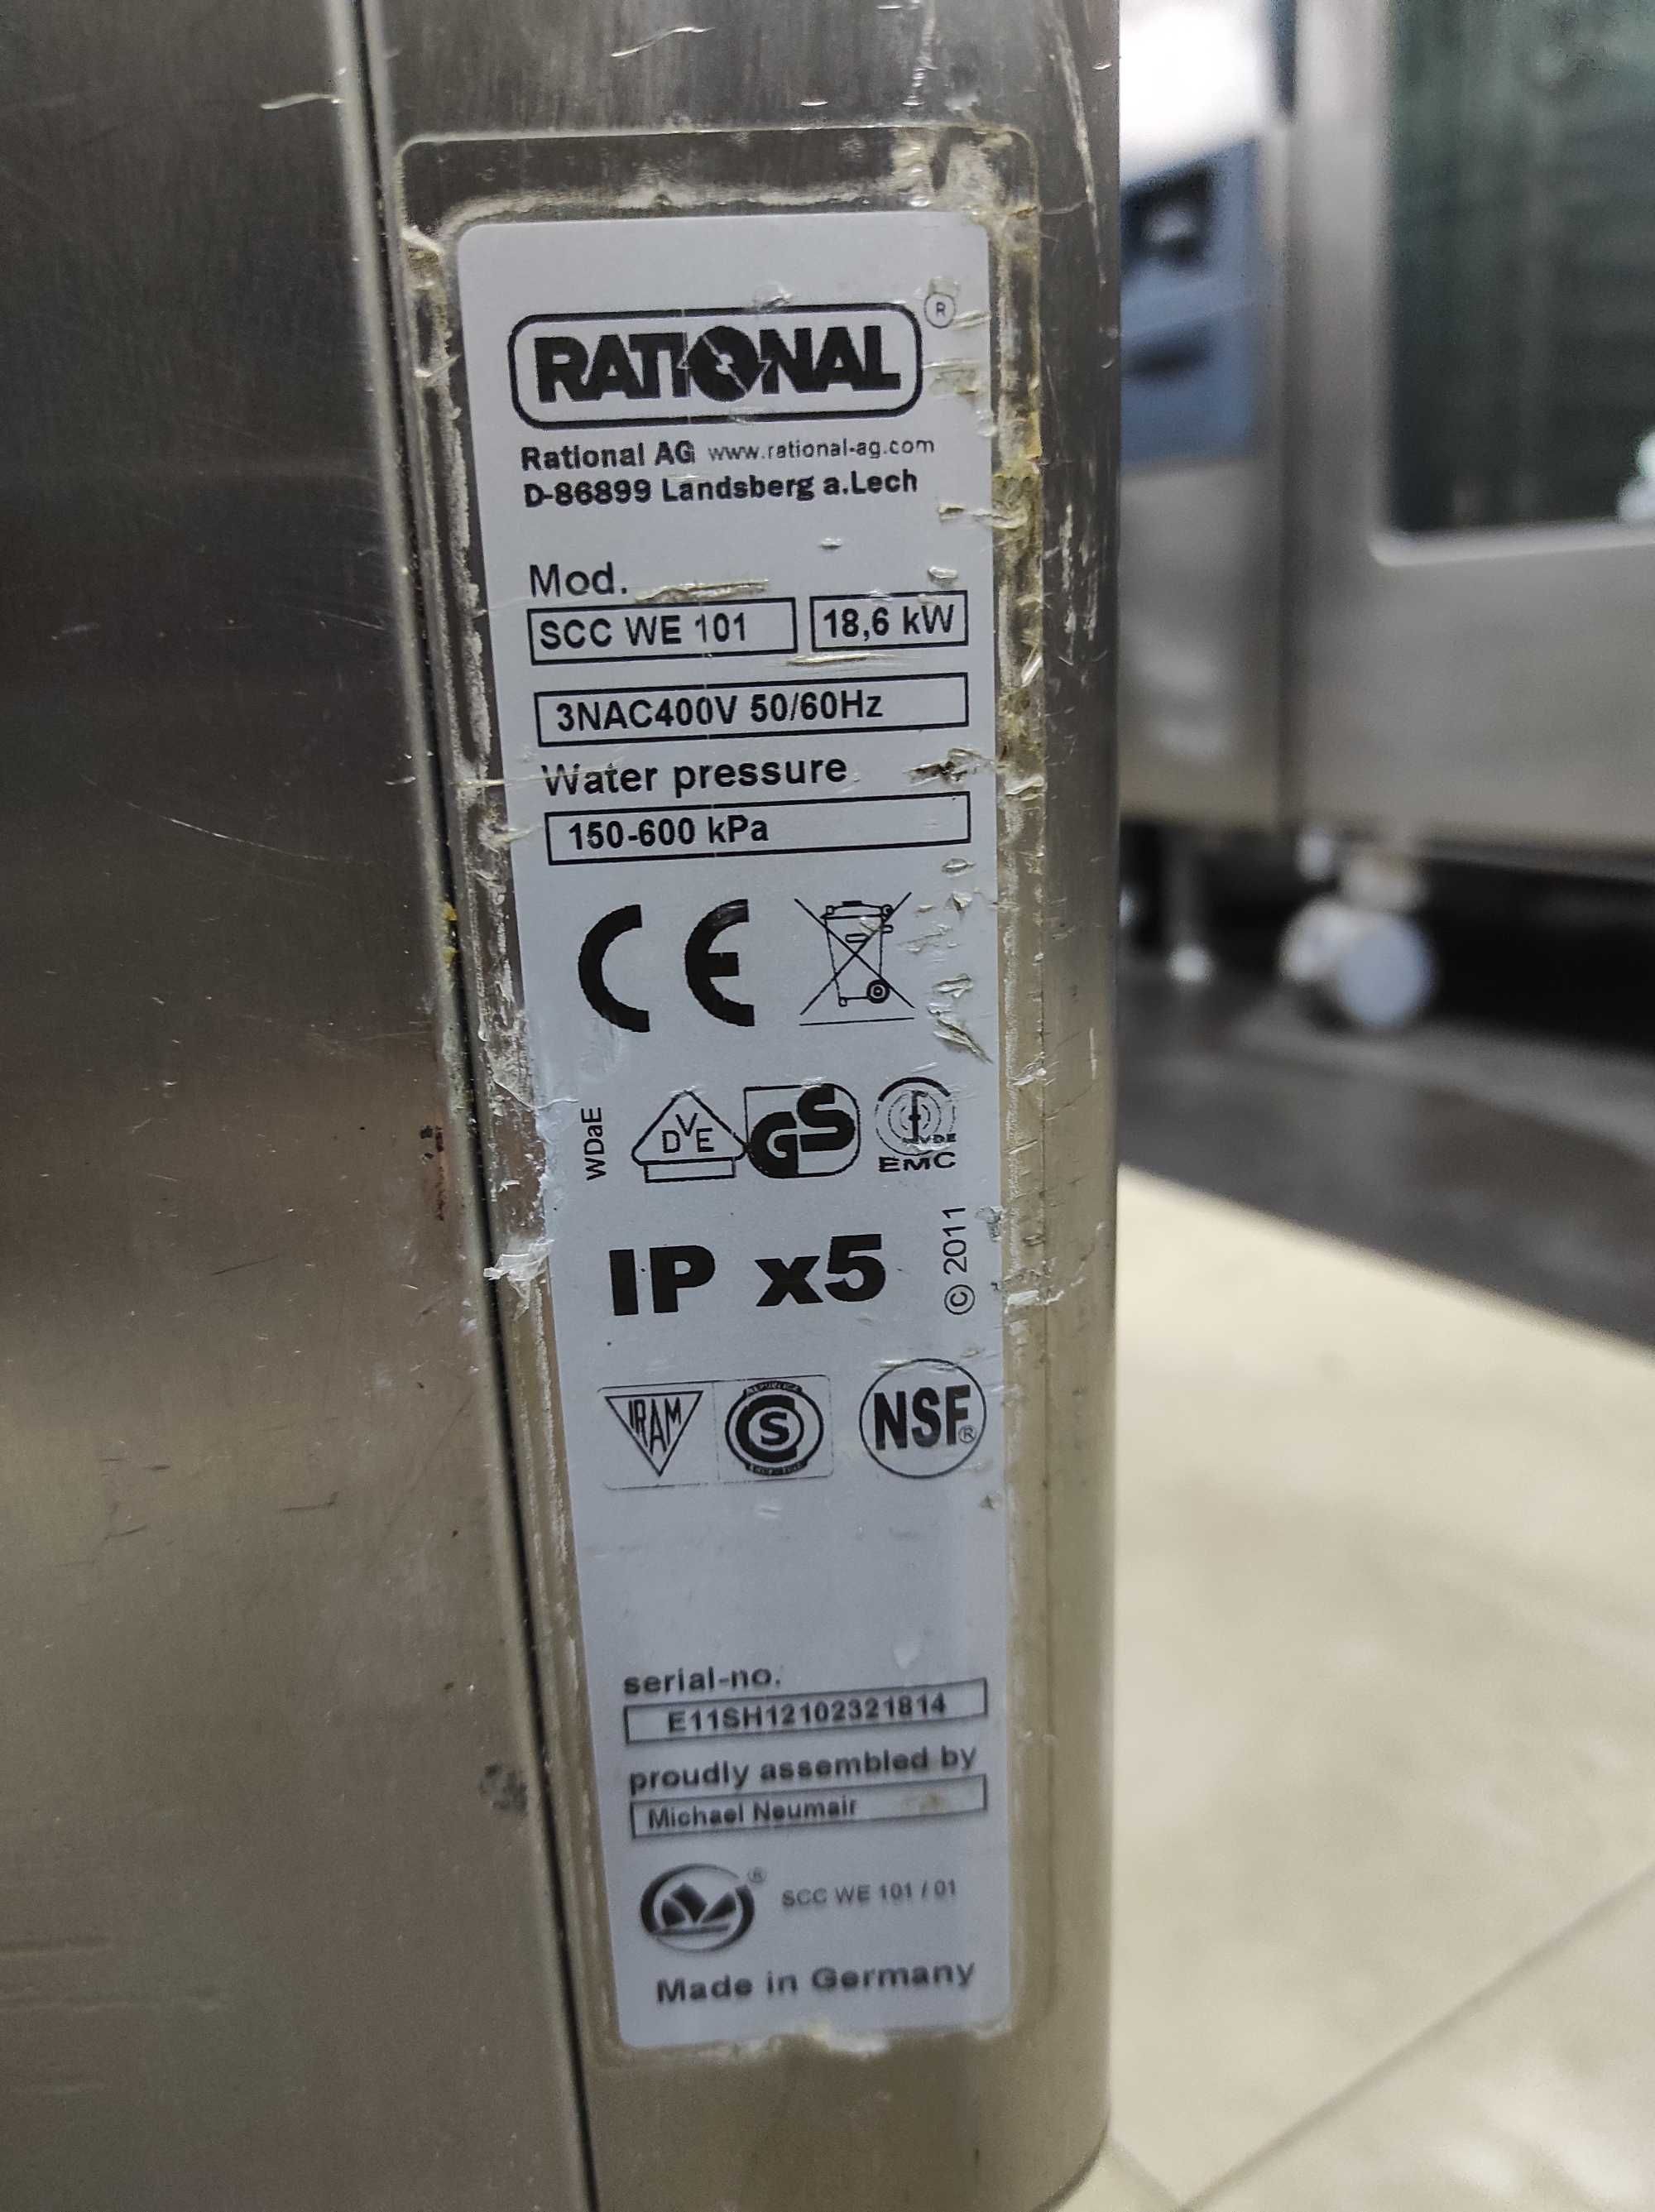 RATIONAL ®
Rational AG www.rational-ag.com
D-86899 Landsberg a.Lech
Mod.
SCC WE 101 18,6 kW
3NAC400V 50/60Hz
Water pressure
150-600 kPa
CE
WDaE DVE GS VDE
EMC
IP x5 © 2011
IRAM S NSF ®
serial-no.
E11SH12102321814
proudly assembled by
Michael Neumair
® SCC WE 101 / 01
Made in Germany